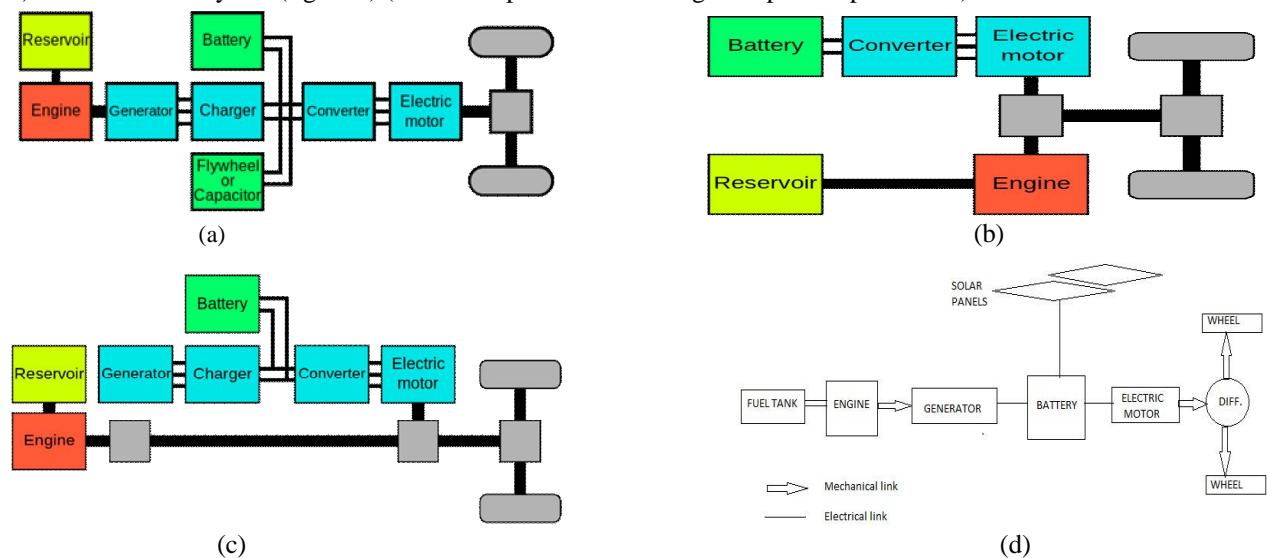 Reservoir
Battery
Engine
Generator
Charger
Converter
Electric
motor
Flywheel
or
Capacitor
(a)
Battery
Converter
Electric
motor
Reservoir
Engine
(b)
Battery
Reservoir
Generator
Charger
Converter
Electric
motor
Engine
(c)
SOLAR
PANELS
WHEEL
FUEL TANK
ENGINE
GENERATOR
BATTERY
ELECTRIC
MOTOR
DIFF.
WHEEL
Mechanical link
Electrical link
(d)